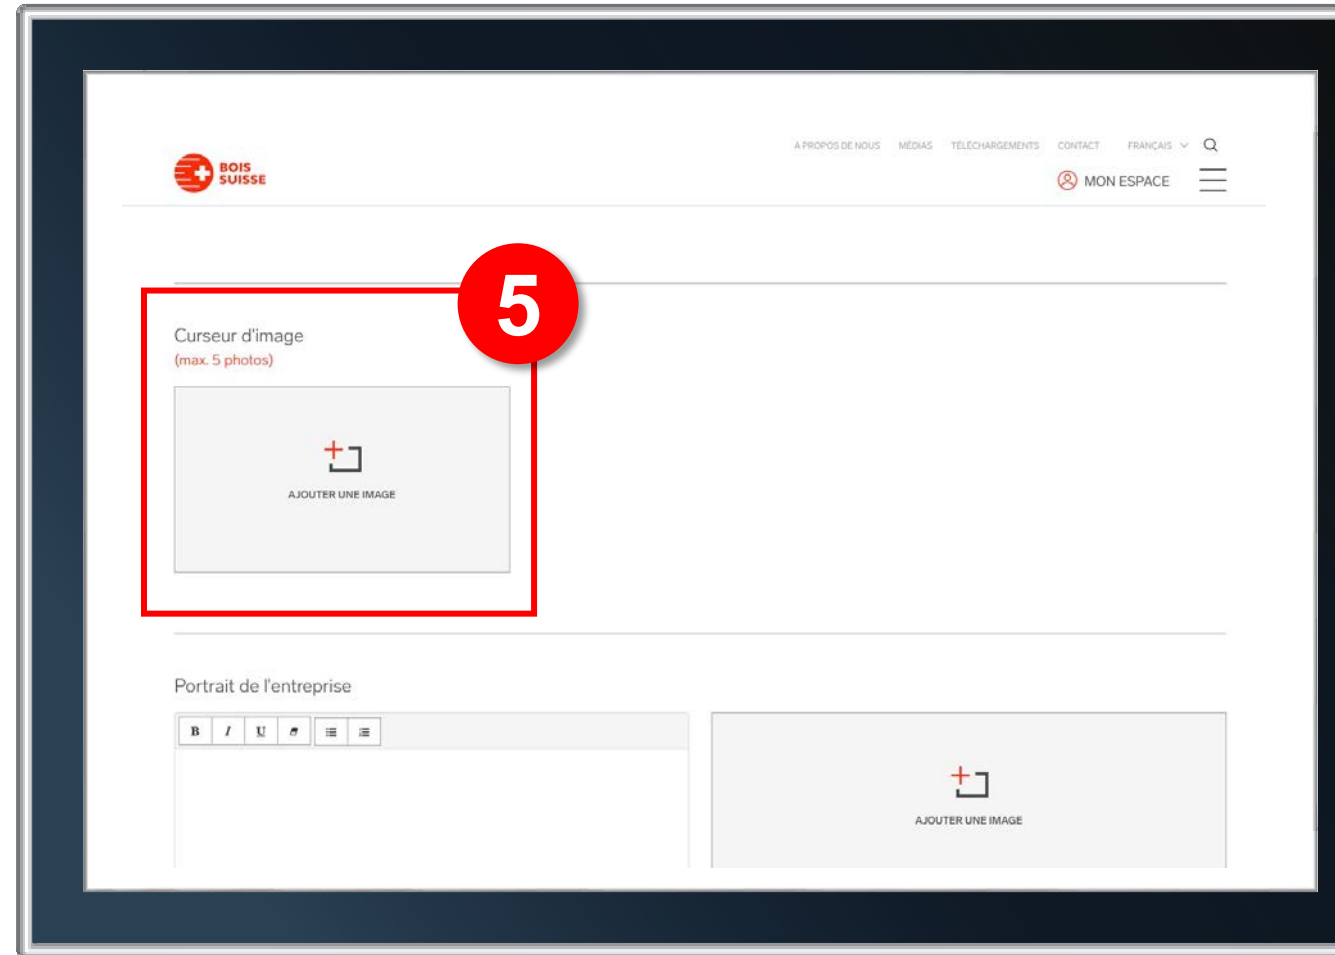 A PROPOS DE NOUS MÉDIAS TÉLÉCHARGEMENTS CONTACT FRANÇAIS
BOIS
SUISSE
MON ESPACE
5
Curseur d'image
(max. 5 photos)
AJOUTER UNE IMAGE
Portrait de l'entreprise
B I U
AJOUTER UNE IMAGE